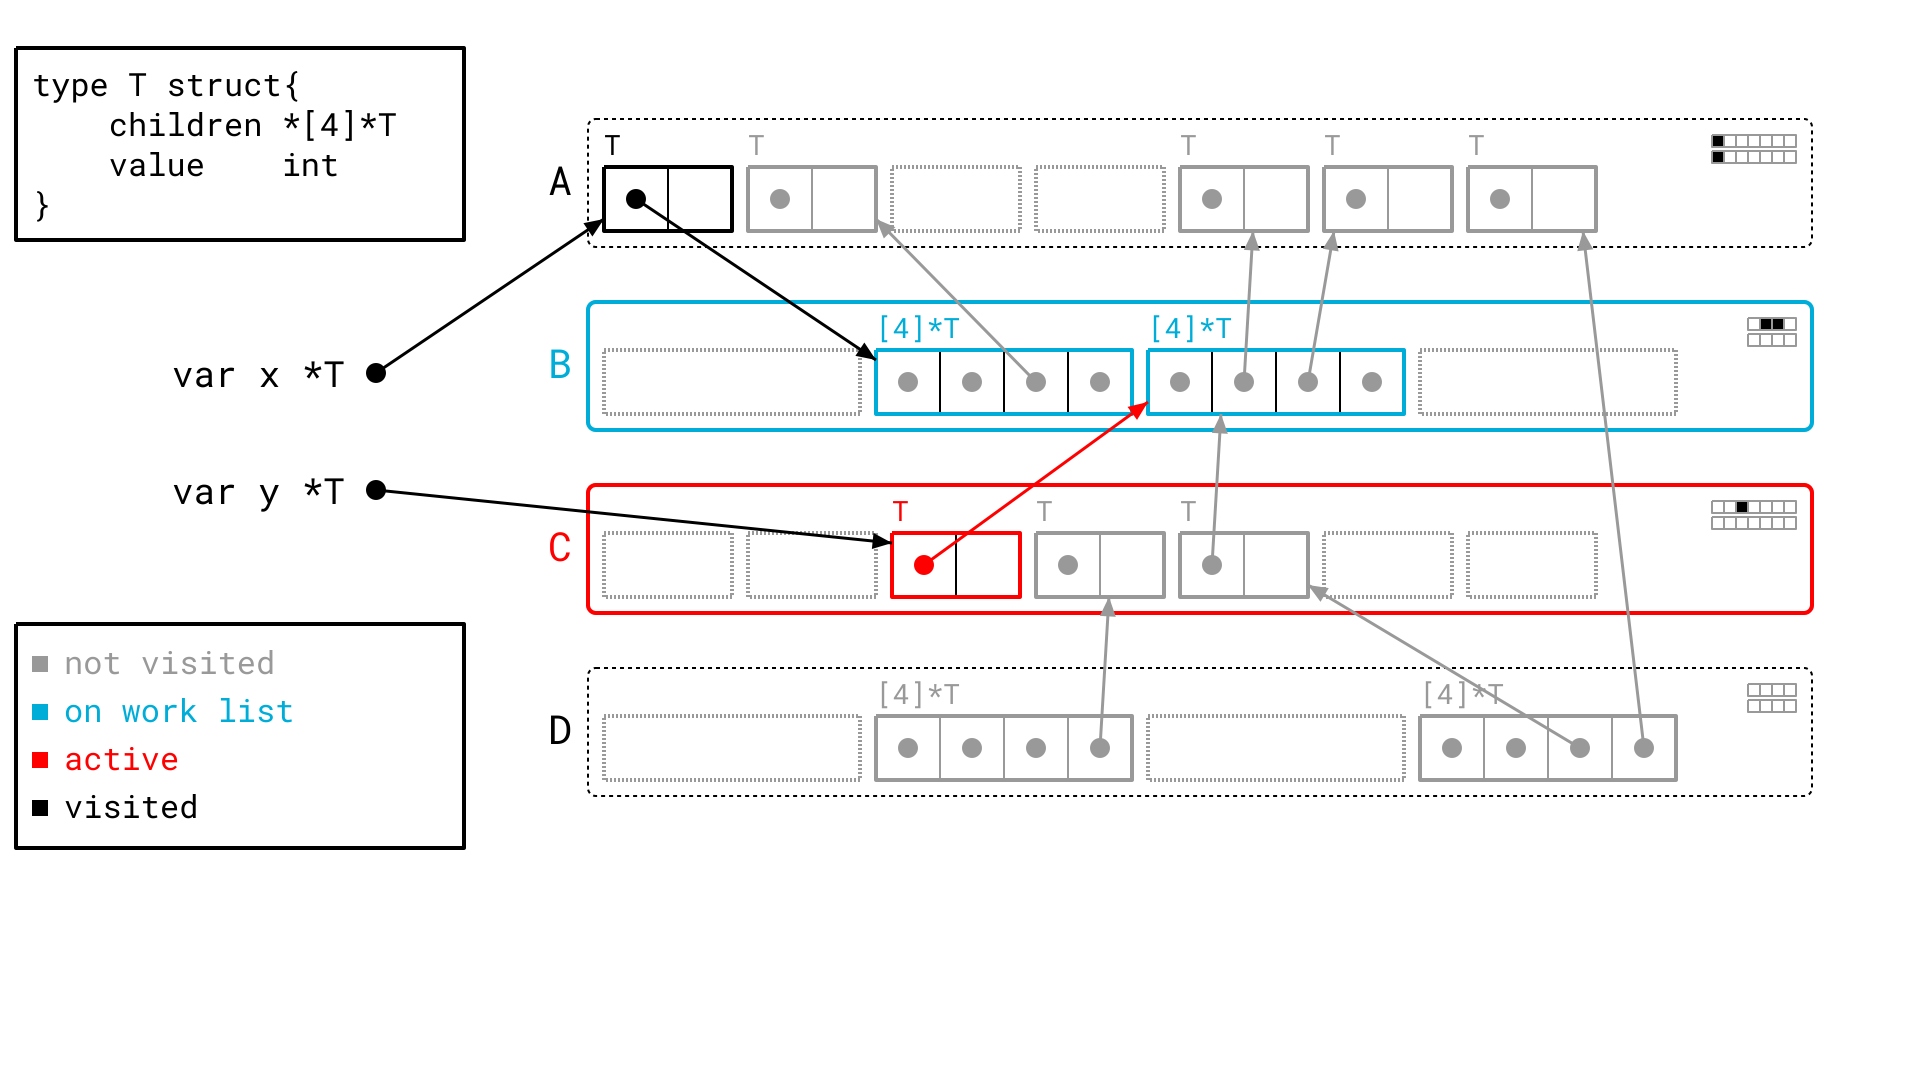 type T struct{
    children *[4]*T
    value    int
}
var x *T
var y *T
not visited
on work list
active
visited
A
T T T T T
B
[4]*T [4]*T
C
T T T
D
[4]*T [4]*T